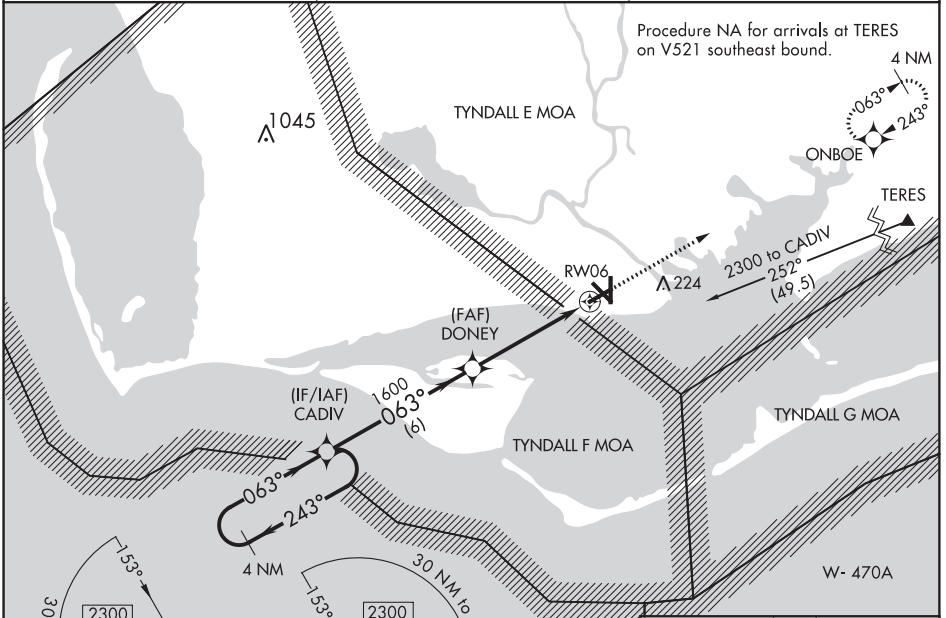 Procedure NA for arrivals at TERES
on V521 southeast bound.
4 NM
063°
243°
ONBOE
1045
TYNDALL E MOA
TERES
2300 to CADIV
252°
(49.5)
RW06
224
(FAF)
DONEY
(IF/IAF)
CADIV
1600
063°
(6)
TYNDALL F MOA
TYNDALL G MOA
063°
243°
4 NM
W- 470A
153°
30
2300
153°
30 NM to
2300